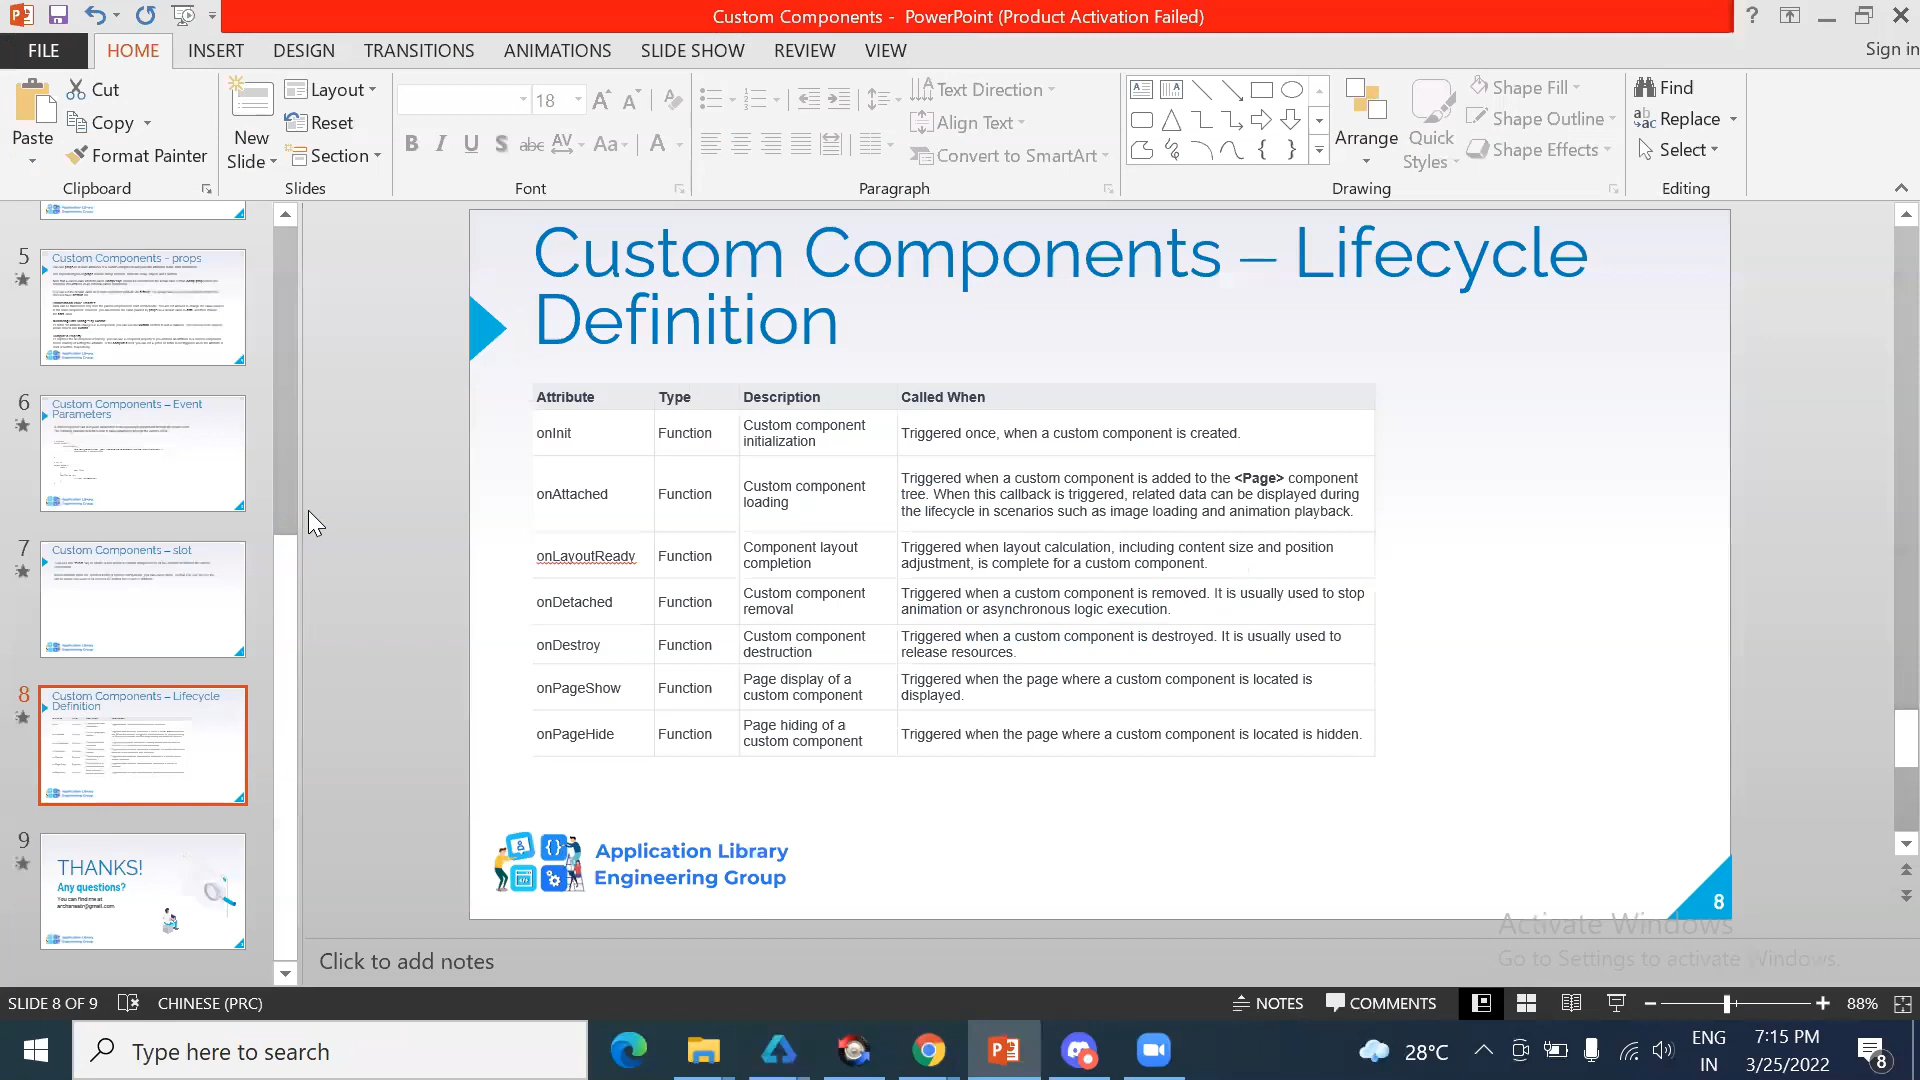 Custom Components - PowerPoint (Product Activation Failed)
?
FILE HOME INSERT DESIGN TRANSITIONS ANIMATIONS SLIDE SHOW REVIEW VIEW Sign in
Paste
Cut
Copy
Format Painter
Clipboard
New Slide
Layout
Reset
Section
Slides
18
Font
Text Direction
Align Text
Convert to SmartArt
Paragraph
Arrange
Quick Styles
Shape Fill
Shape Outline
Shape Effects
Drawing
Find
Replace
Select
Editing
5
Custom Components - props
6
Custom Components – Event
Parameters
7
Custom Components – slot
8
Custom Components – Lifecycle
Definition
9
THANKS!
Any questions?
You can find me at
Custom Components – Lifecycle
Definition
Attribute Type Description Called When
onInit Function Custom component initialization Triggered once, when a custom component is created.
onAttached Function Custom component loading Triggered when a custom component is added to the <Page> component
tree. When this callback is triggered, related data can be displayed during
the lifecycle in scenarios such as image loading and animation playback.
onLayoutReady Function Component layout completion Triggered when layout calculation, including content size and position
adjustment, is complete for a custom component.
onDetached Function Custom component removal Triggered when a custom component is removed. It is usually used to stop
animation or asynchronous logic execution.
onDestroy Function Custom component destruction Triggered when a custom component is destroyed. It is usually used to
release resources.
onPageShow Function Page display of a custom component Triggered when the page where a custom component is located is
displayed.
onPageHide Function Page hiding of a custom component Triggered when the page where a custom component is located is hidden.
Application Library
Engineering Group
8
Activate Windows
Go to Settings to activate Windows.
Click to add notes
SLIDE 8 OF 9 CHINESE (PRC) NOTES COMMENTS 88%
Type here to search
28°C
ENG
IN
7:15 PM
3/25/2022
8